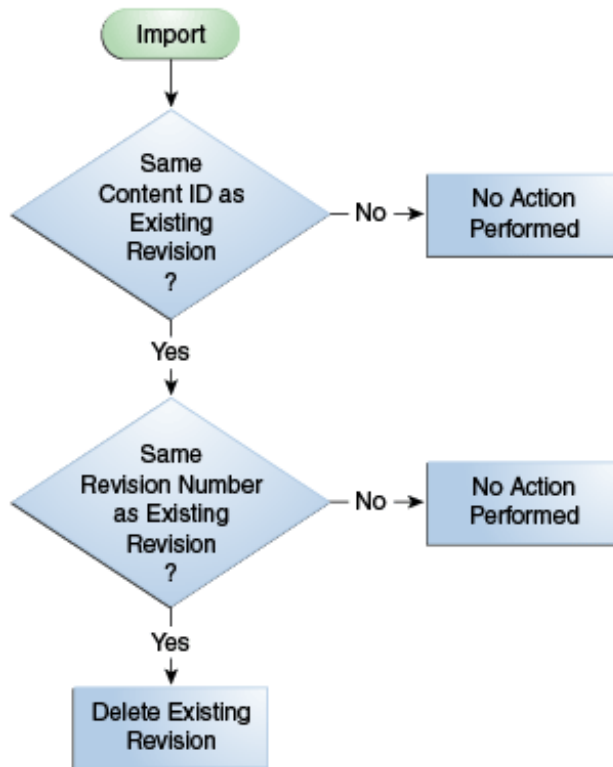 Import
Same
Content ID as
Existing
Revision
?
No
No Action
Performed
Yes
Same
Revision Number
as Existing
Revision
?
No
No Action
Performed
Yes
Delete Existing
Revision